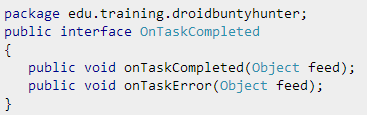 package edu.training.droidbuntyhunter;
public interface OnTaskCompleted
{
    public void onTaskCompleted(Object feed);
    public void onTaskError(Object feed);
}